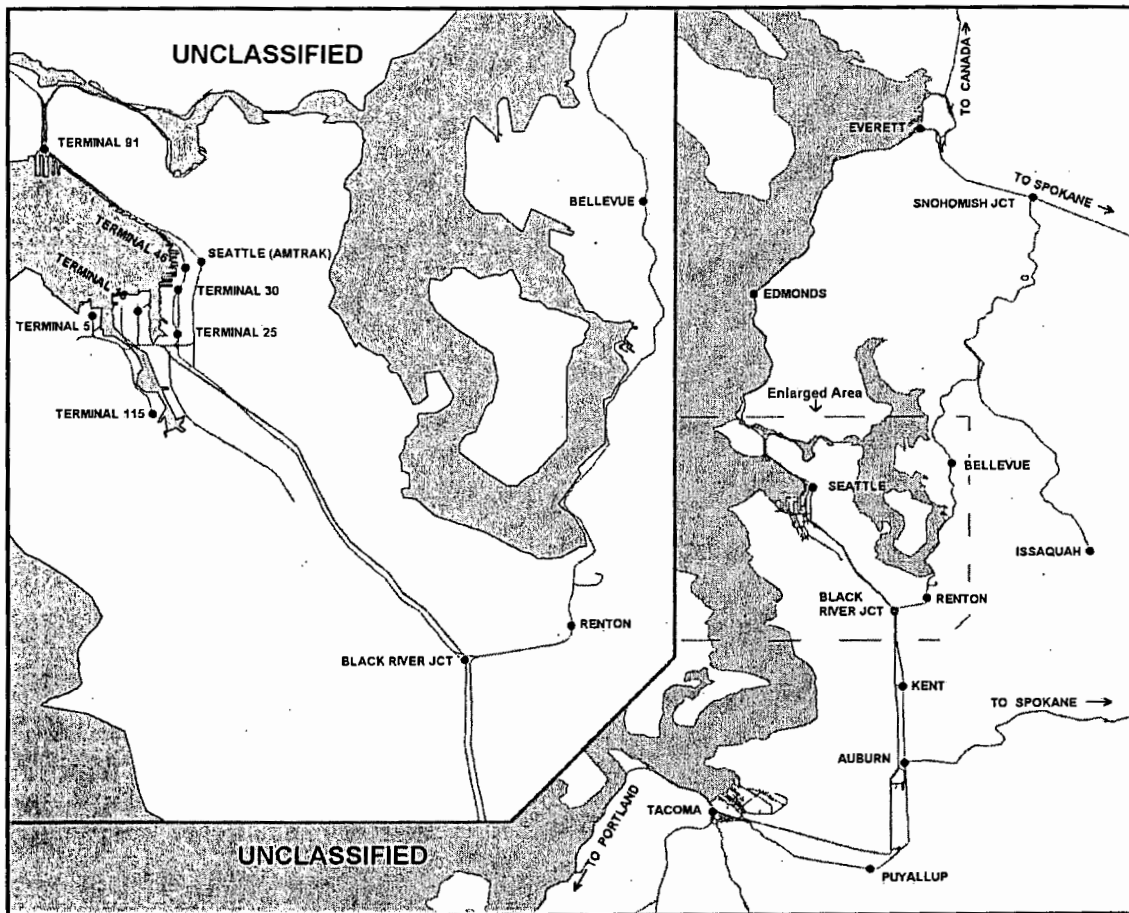 UNCLASSIFIED
TERMINAL 91
BELLEVUE
TERMINAL 46
SEATTLE (AMTRAK)
TERMINAL 30
TERMINAL
TERMINAL 5
TERMINAL 25
TERMINAL 115
RENTON
BLACK RIVER JCT
TO CANADA →
EVERETT
TO SPOKANE →
SNOHOMISH JCT
EDMONDS
Enlarged Area
↓
BELLEVUE
SEATTLE
ISSAQUAH
BLACK
RIVER JCT
RENTON
KENT
TO SPOKANE →
AUBURN
TACOMA
← TO PORTLAND
PUYALLUP
UNCLASSIFIED